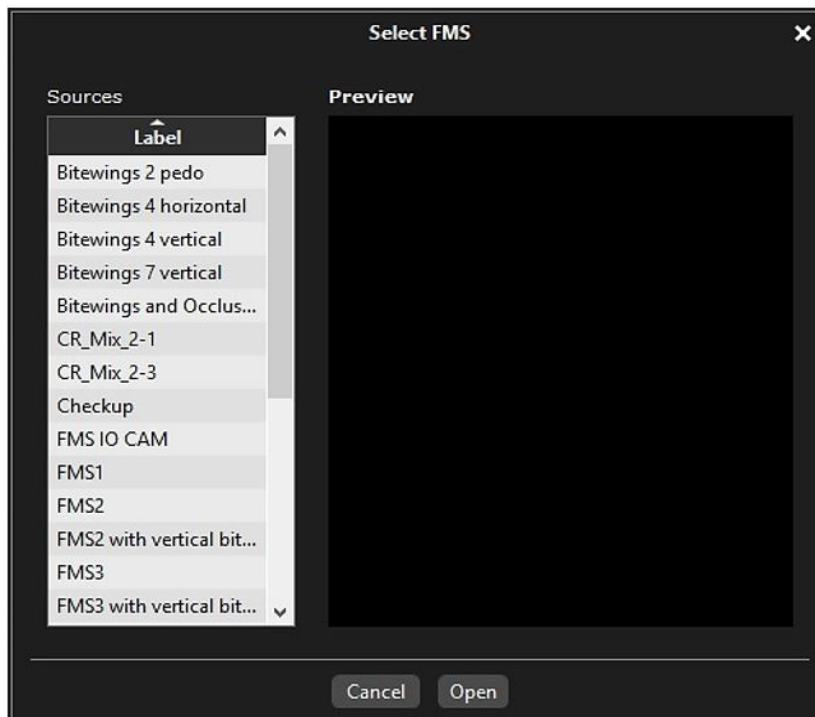 Select FMS
Sources
Preview
Label
Bitewings 2 pedo
Bitewings 4 horizontal
Bitewings 4 vertical
Bitewings 7 vertical
Bitewings and Occlus...
CR_Mix_2-1
CR_Mix_2-3
Checkup
FMS IO CAM
FMS1
FMS2
FMS2 with vertical bit...
FMS3
FMS3 with vertical bit...
Cancel
Open